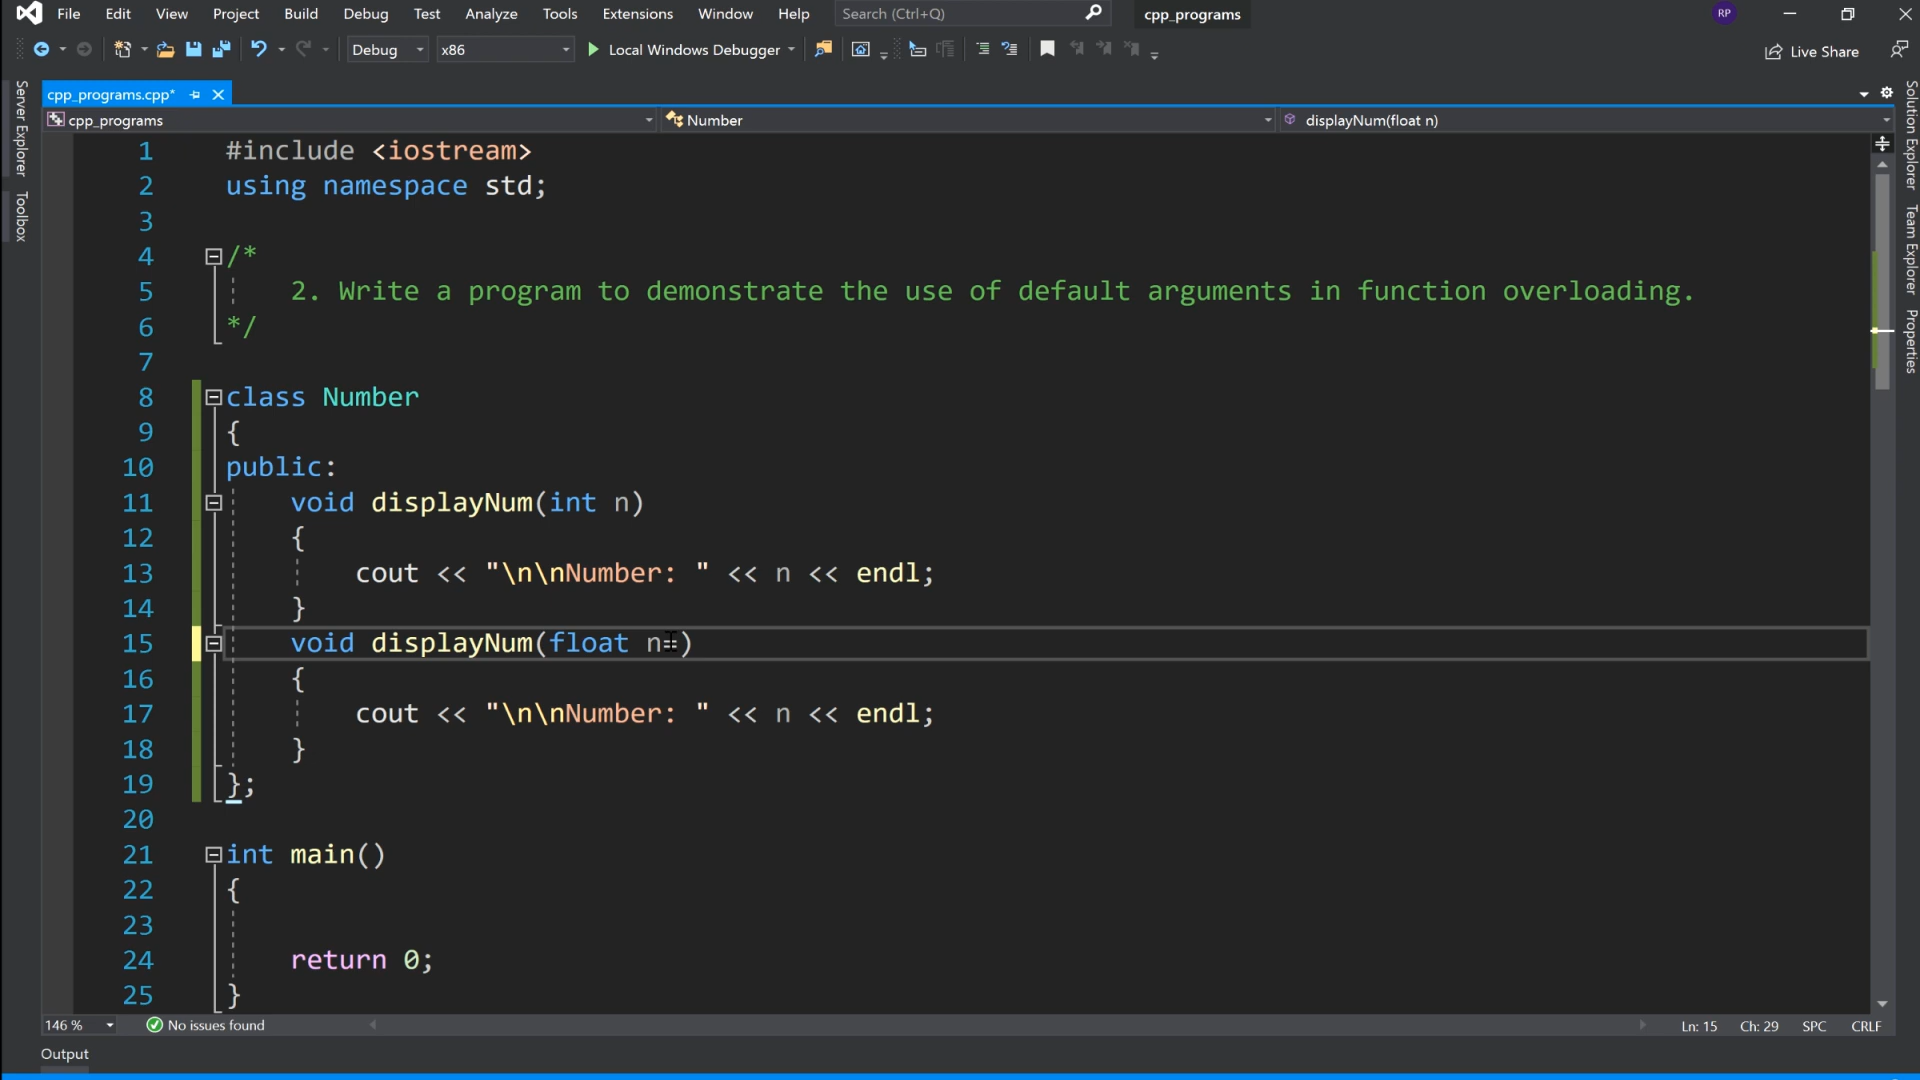 File Edit View Project Build Debug Test Analyze Tools Extensions Window Help Search (Ctrl+Q) cpp_programs RP
Debug x86 Local Windows Debugger Live Share
cpp_programs.cpp*
cpp_programs Number displayNum(float n)
Server Explorer
Toolbox
Solution Explorer
Team Explorer
Properties
1 #include <iostream>
2 using namespace std;
3
4 /*
5 2. Write a program to demonstrate the use of default arguments in function overloading.
6 */
7
8 class Number
9 {
10 public:
11 void displayNum(int n)
12 {
13 cout << "\n\nNumber: " << n << endl;
14 }
15 void displayNum(float n=)
16 {
17 cout << "\n\nNumber: " << n << endl;
18 }
19 };
20
21 int main()
22 {
23
24 return 0;
25 }
146 % No issues found Ln: 15 Ch: 29 SPC CRLF
Output